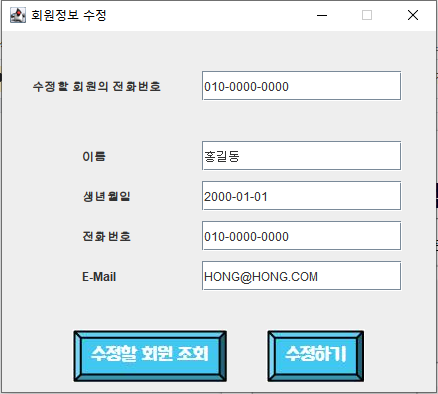 회원정보 수정
수정할 회원의 전화번호 010-0000-0000
이름 홍길동
생년월일 2000-01-01
전화번호 010-0000-0000
E-Mail HONG@HONG.COM
수정할 회원 조회 수정하기